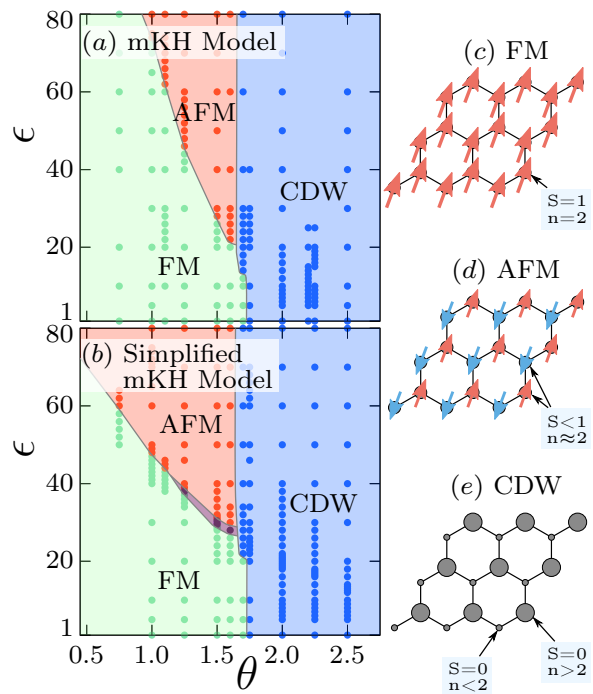 80
(a) mKH Model
60
ϵ
AFM
40
CDW
20
FM
1
80
(b) Simplified
mKH Model
60
ϵ
AFM
40
CDW
20
FM
1
0.5 1.0 1.5 2.0 2.5
θ
(c) FM
S=1
n=2
(d) AFM
S<1
n≈2
(e) CDW
S=0
n<2
S=0
n>2